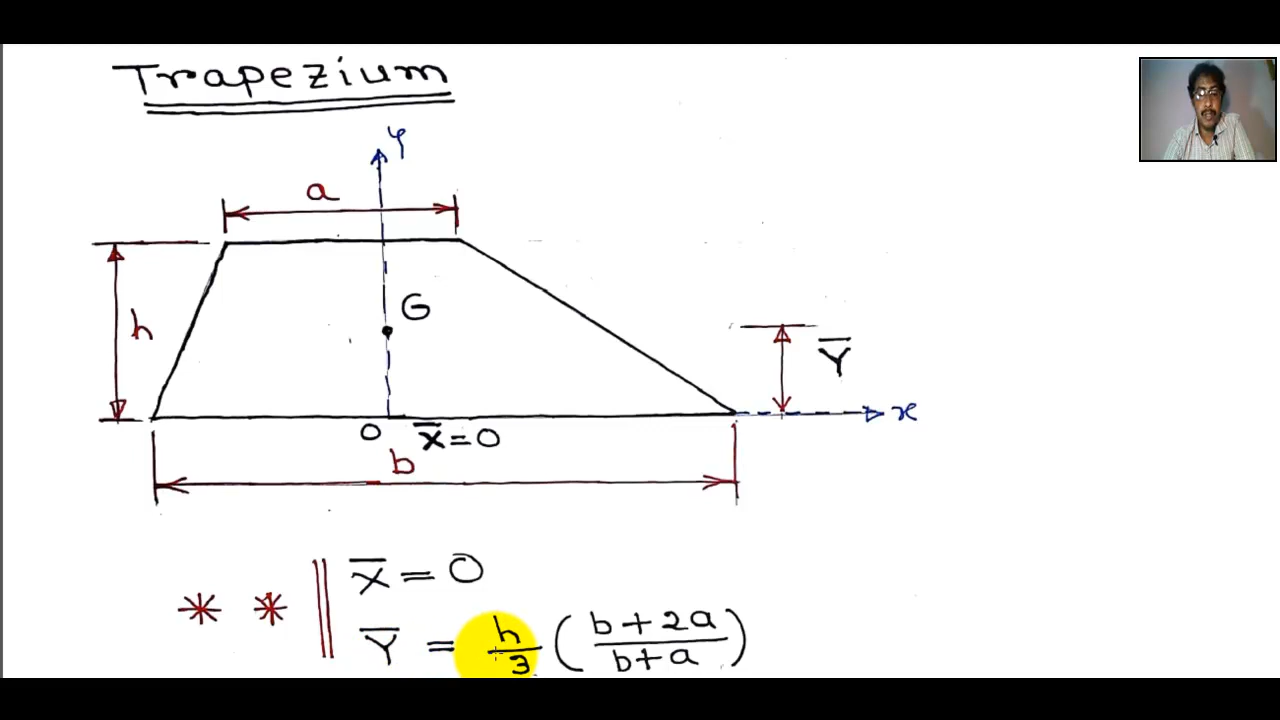 Trapezium
y
a
G
h
Y̅
x
O
X̅ = 0
b
* * || X̅ = 0
Y̅ = h/3 ( b + 2a / b + a )